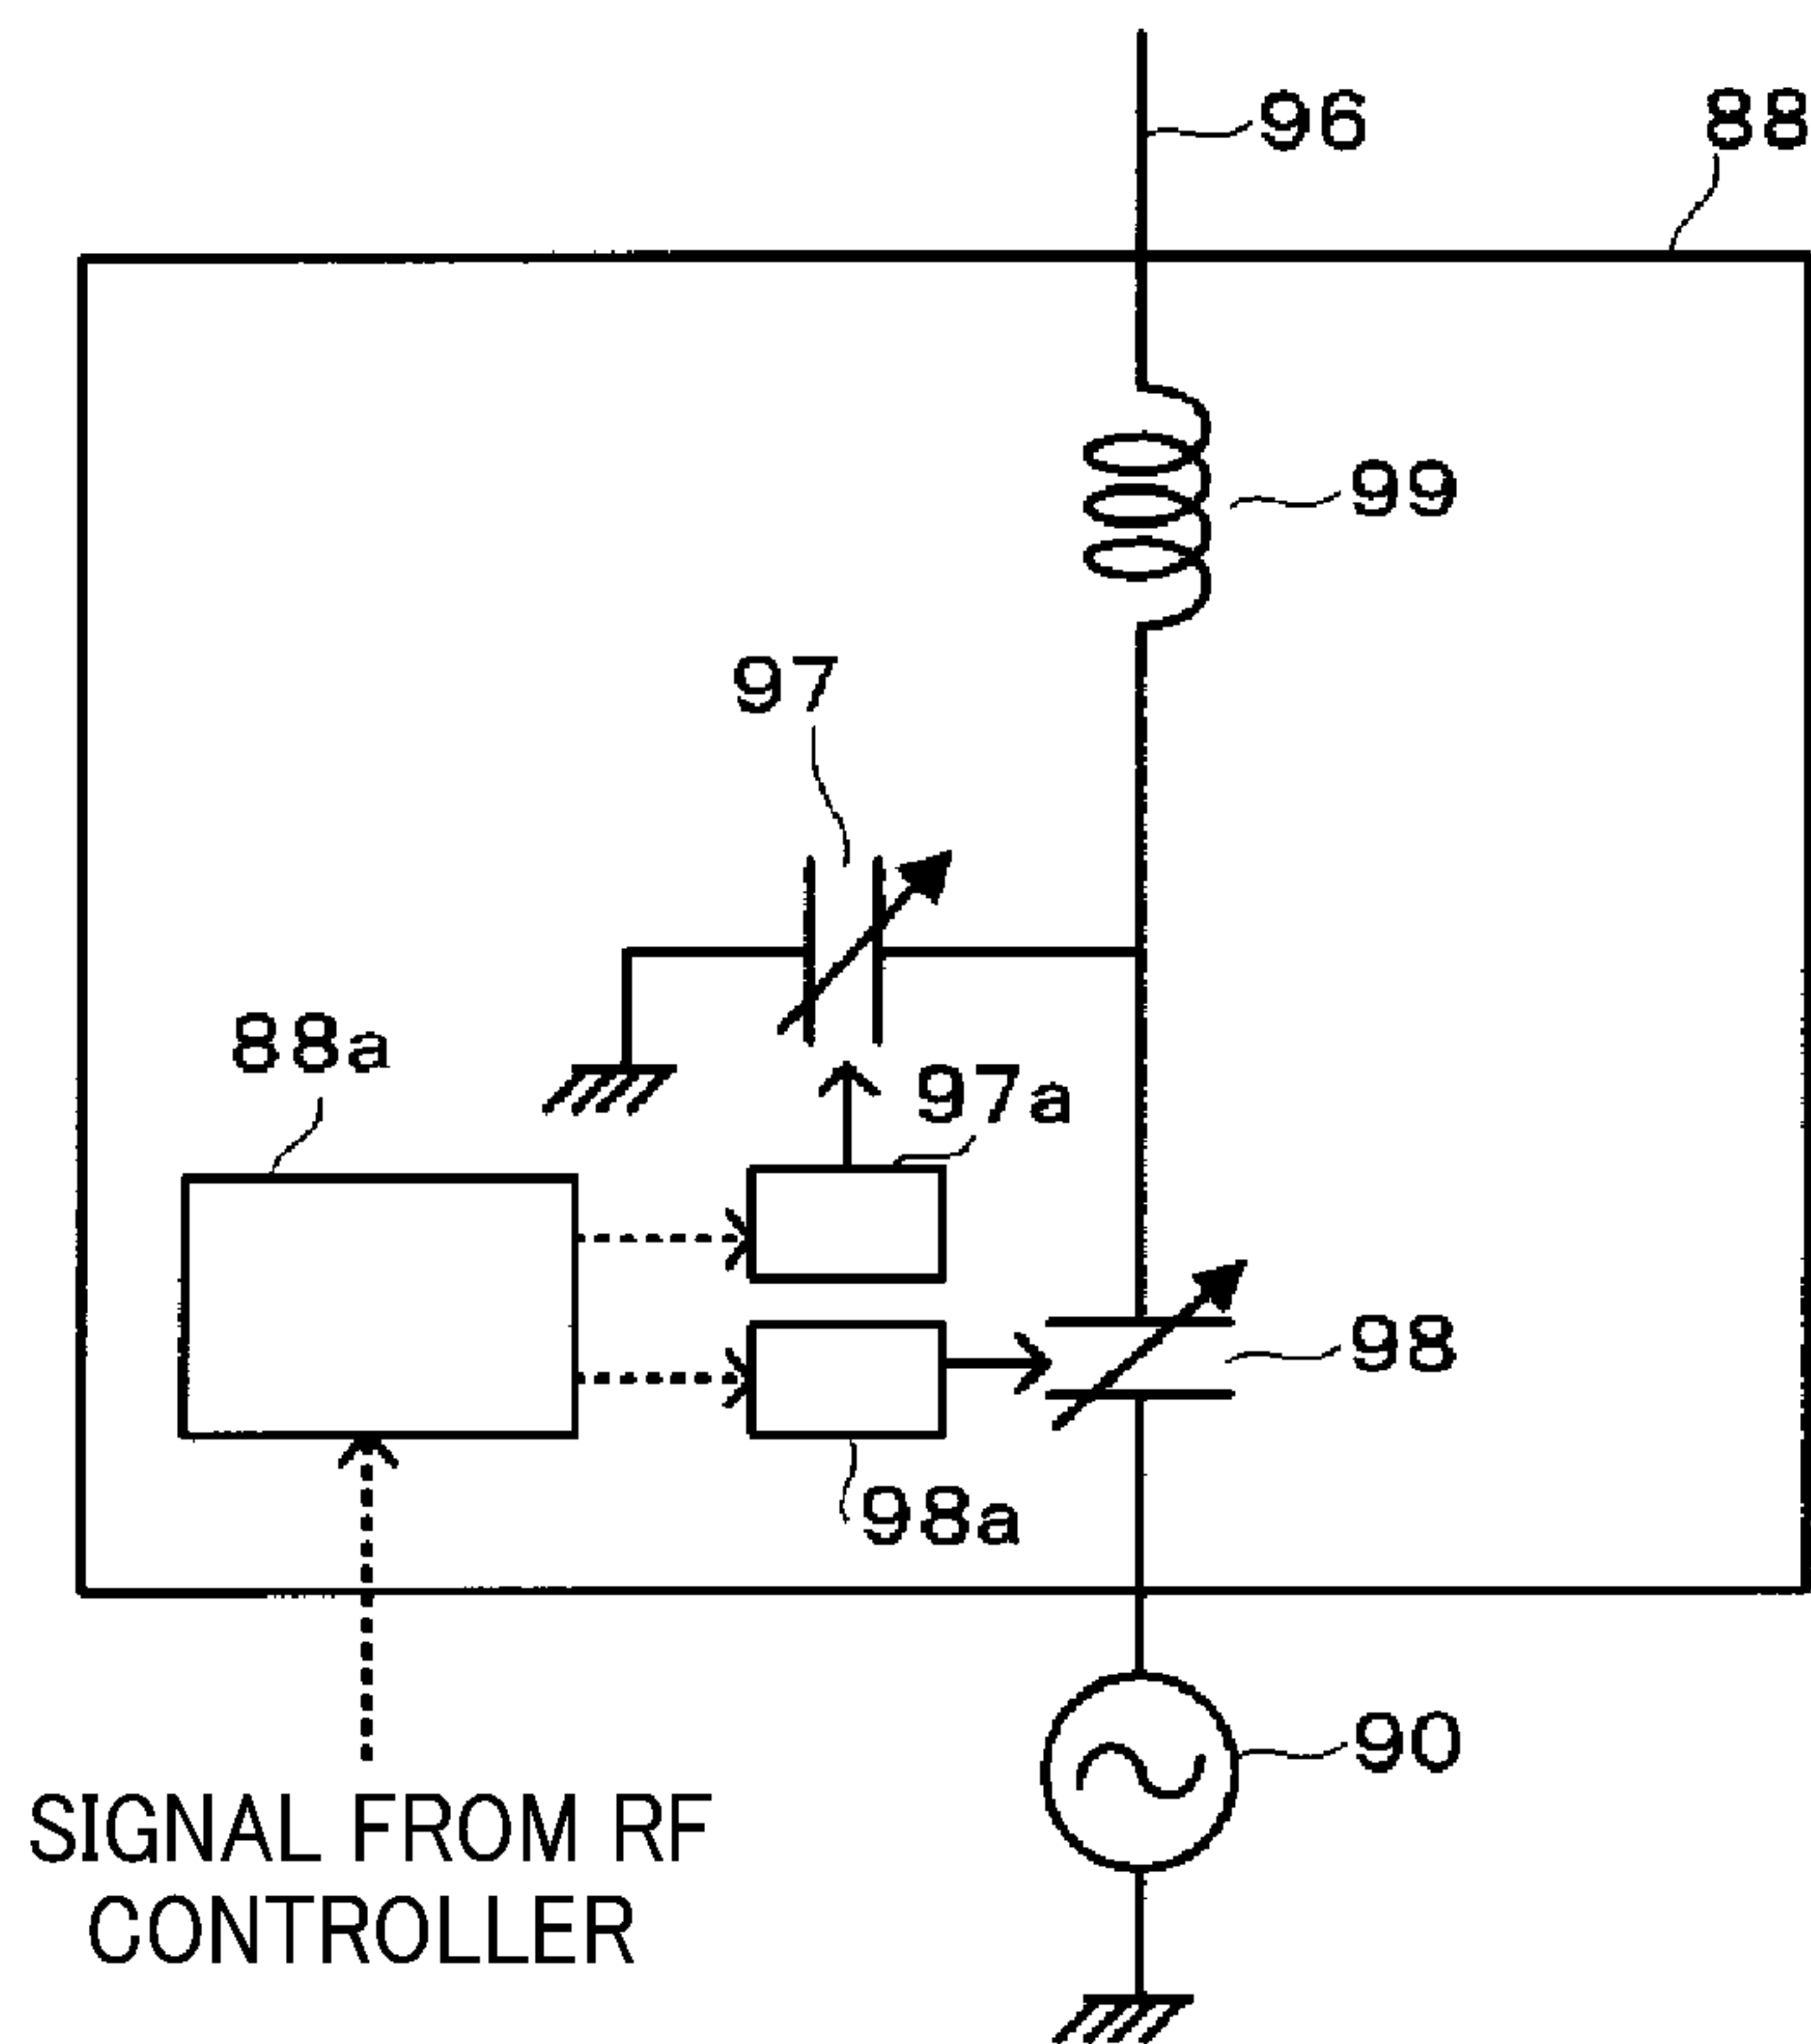 96
88
99
97
88a
97a
98
98a
90
SIGNAL FROM RF
CONTROLLER